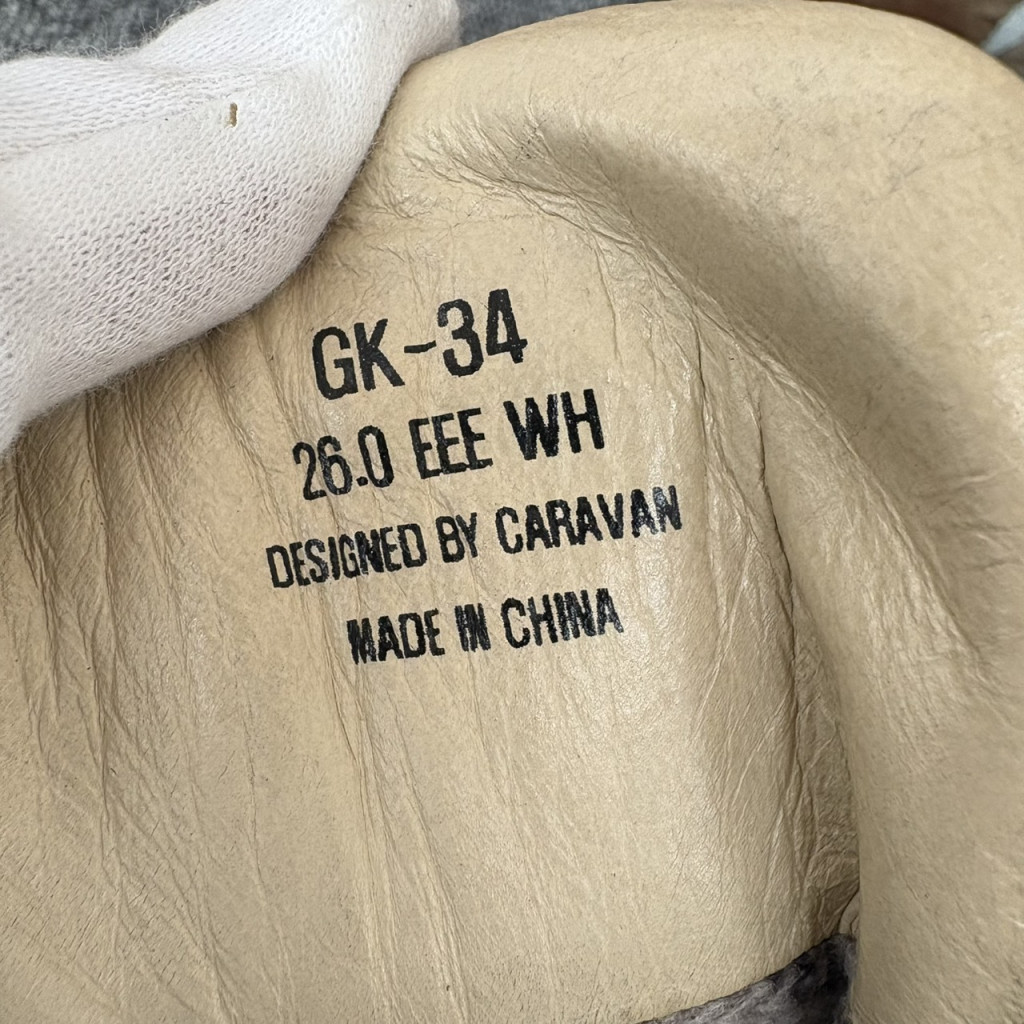 GK-34
26.0 EEE WH
DESIGNED BY CARAVAN
MADE IN CHINA